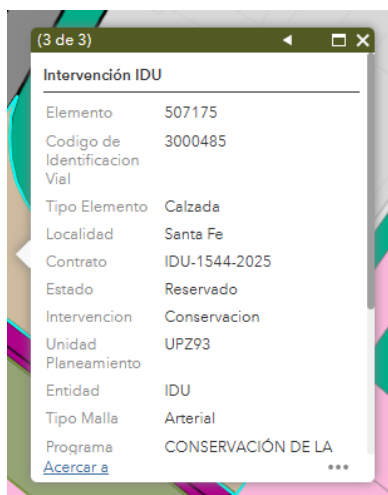 (3 de 3)
Intervención IDU
Elemento 507175
Codigo de 3000485
Identificacion
Vial
Tipo Elemento Calzada
Localidad Santa Fe
Contrato IDU-1544-2025
Estado Reservado
Intervencion Conservacion
Unidad UPZ93
Planeamiento
Entidad IDU
Tipo Malla Arterial
Programa CONSERVACIÓN DE LA
Acercar a